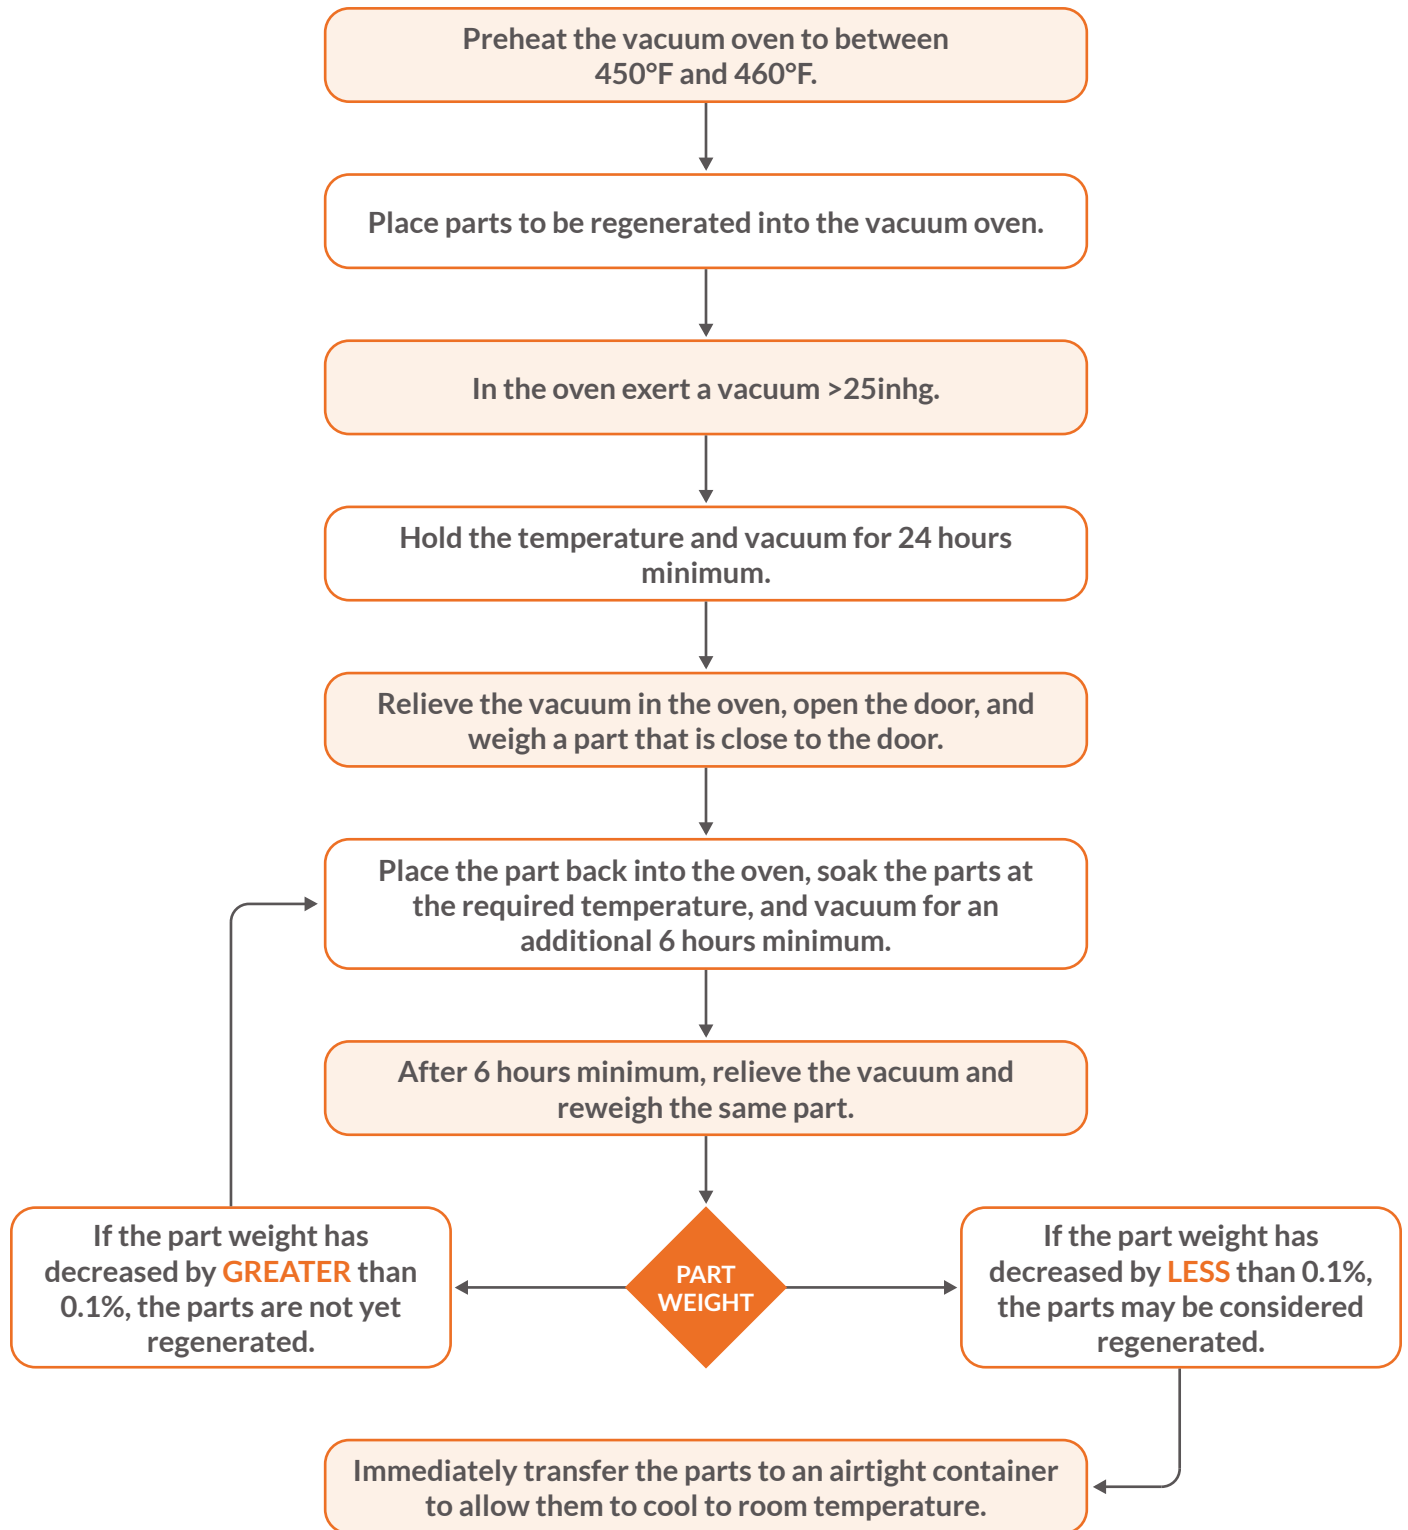 Preheat the vacuum oven to between
450°F and 460°F.
Place parts to be regenerated into the vacuum oven.
In the oven exert a vacuum >25inhg.
Hold the temperature and vacuum for 24 hours
minimum.
Relieve the vacuum in the oven, open the door, and
weigh a part that is close to the door.
Place the part back into the oven, soak the parts at
the required temperature, and vacuum for an
additional 6 hours minimum.
After 6 hours minimum, relieve the vacuum and
reweigh the same part.
PART
WEIGHT
If the part weight has
decreased by GREATER than
0.1%, the parts are not yet
regenerated.
If the part weight has
decreased by LESS than 0.1%,
the parts may be considered
regenerated.
Immediately transfer the parts to an airtight container
to allow them to cool to room temperature.